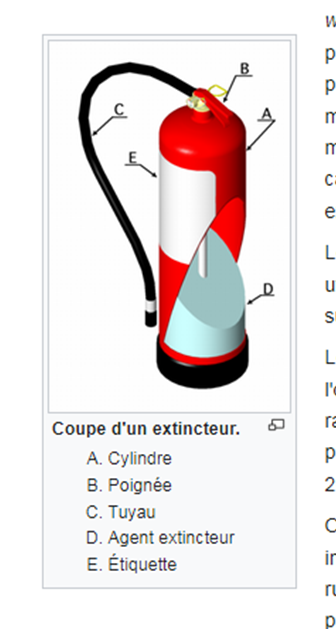 B
A
C
E
D
Coupe d'un extincteur.
A. Cylindre
B. Poignée
C. Tuyau
D. Agent extincteur
E. Étiquette